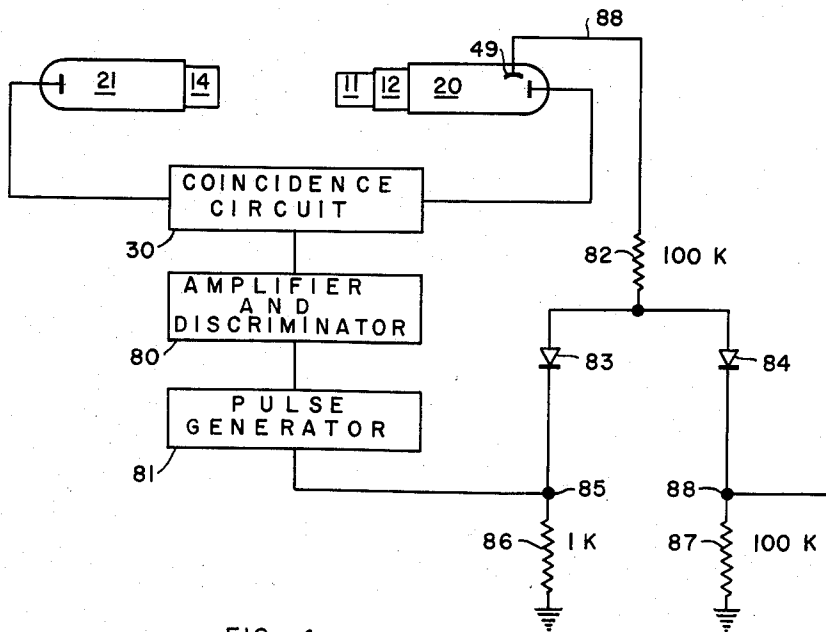 88
49
21
14
11
12
20
COINCIDENCE
CIRCUIT
30
82
100 K
AMPLIFIER
AND
DISCRIMINATOR
80
83
84
PULSE
GENERATOR
81
85
88
86
1 K
87
100 K